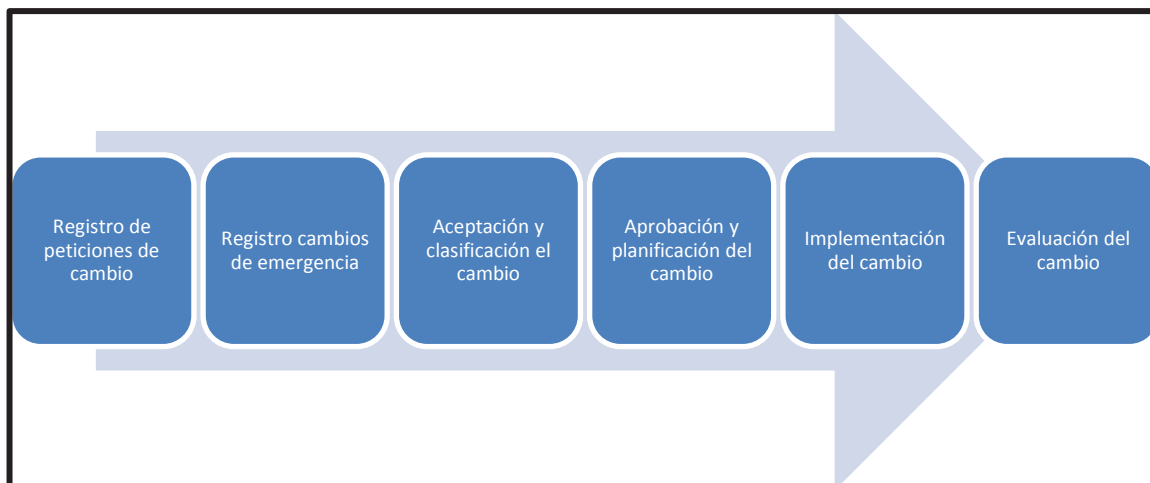 Registro de
peticiones de
cambio
Registro cambios
de emergencia
Aceptación y
clasificación el
cambio
Aprobación y
planificación del
cambio
Implementación
del cambio
Evaluación del
cambio